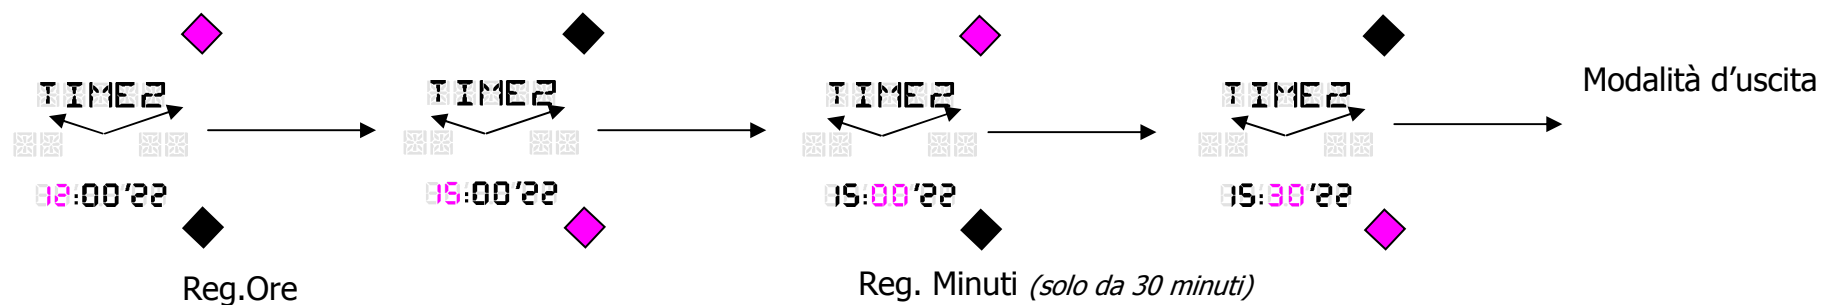 TIME2
TIME2
TIME2
TIME2
Modalità d'uscita
12:00'22
15:00'22
15:00'22
15:30'22
Reg.Ore
Reg. Minuti (solo da 30 minuti)